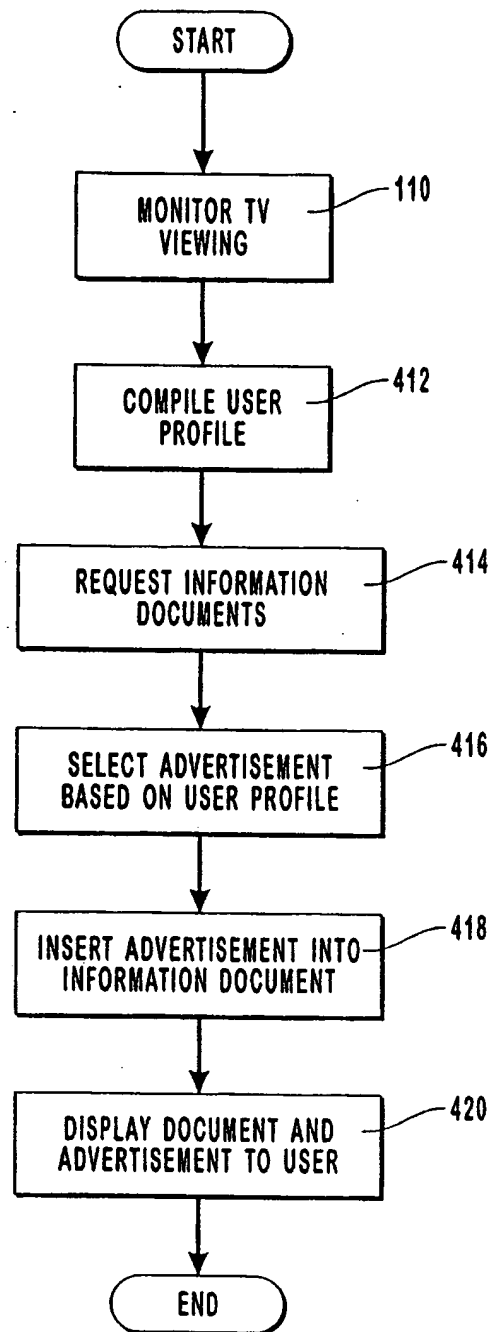 START
MONITOR TV
VIEWING
110
COMPILE USER
PROFILE
412
REQUEST INFORMATION
DOCUMENTS
414
SELECT ADVERTISEMENT
BASED ON USER PROFILE
416
INSERT ADVERTISEMENT INTO
INFORMATION DOCUMENT
418
DISPLAY DOCUMENT AND
ADVERTISEMENT TO USER
420
END